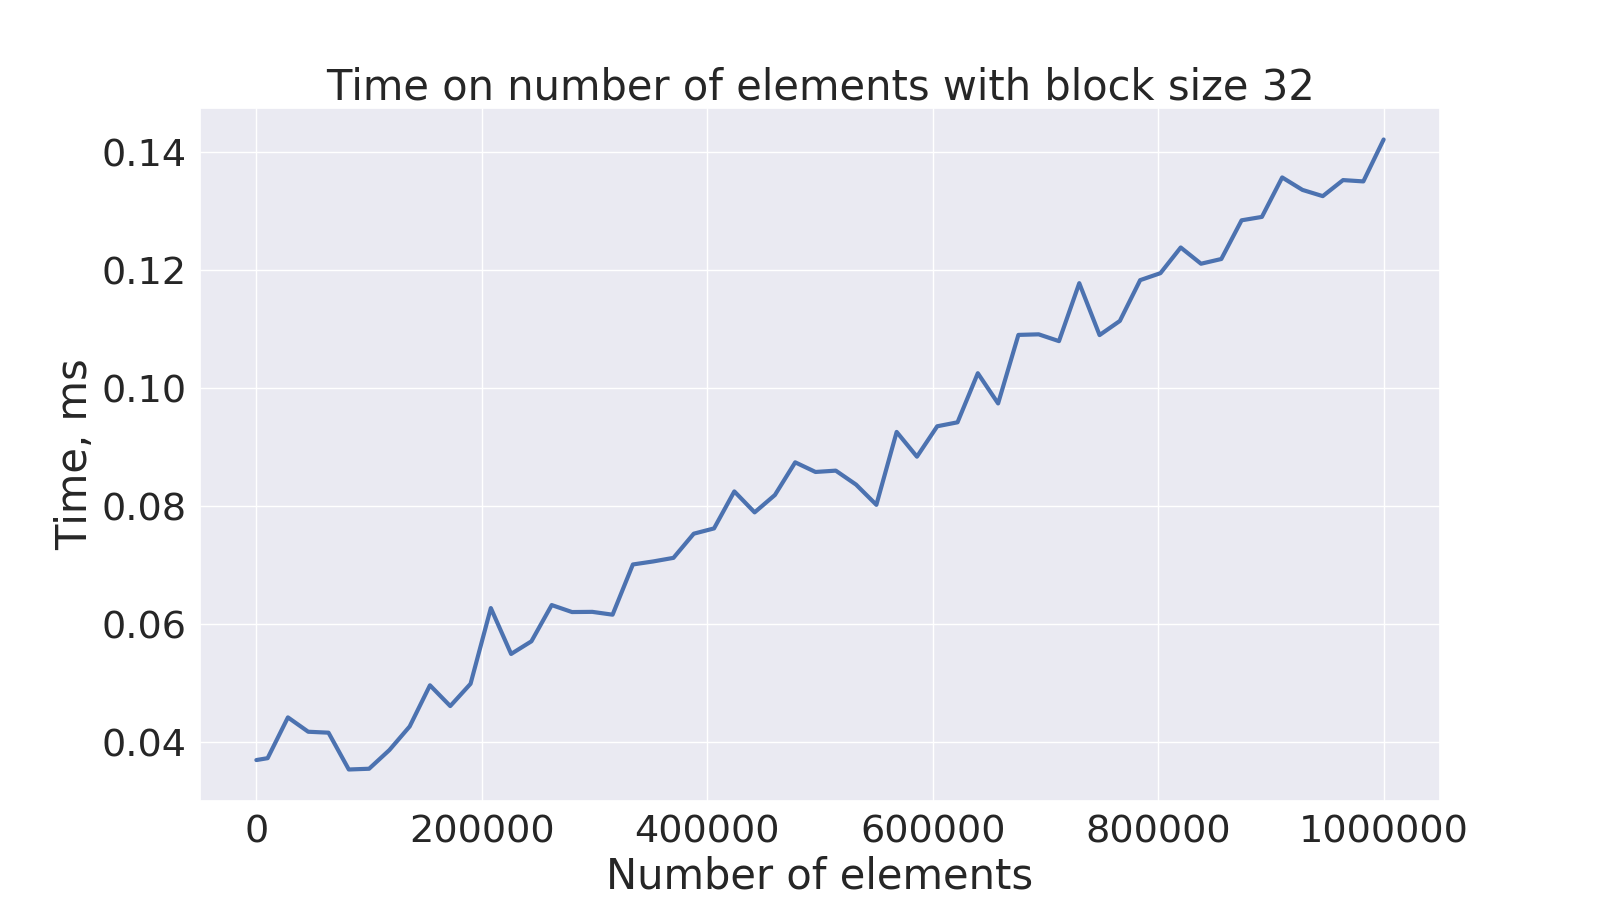 Time on number of elements with block size 32
0.14
0.12
0.10
0.08
0.06
0.04
Time, ms
0 200000 400000 600000 800000 1000000
Number of elements